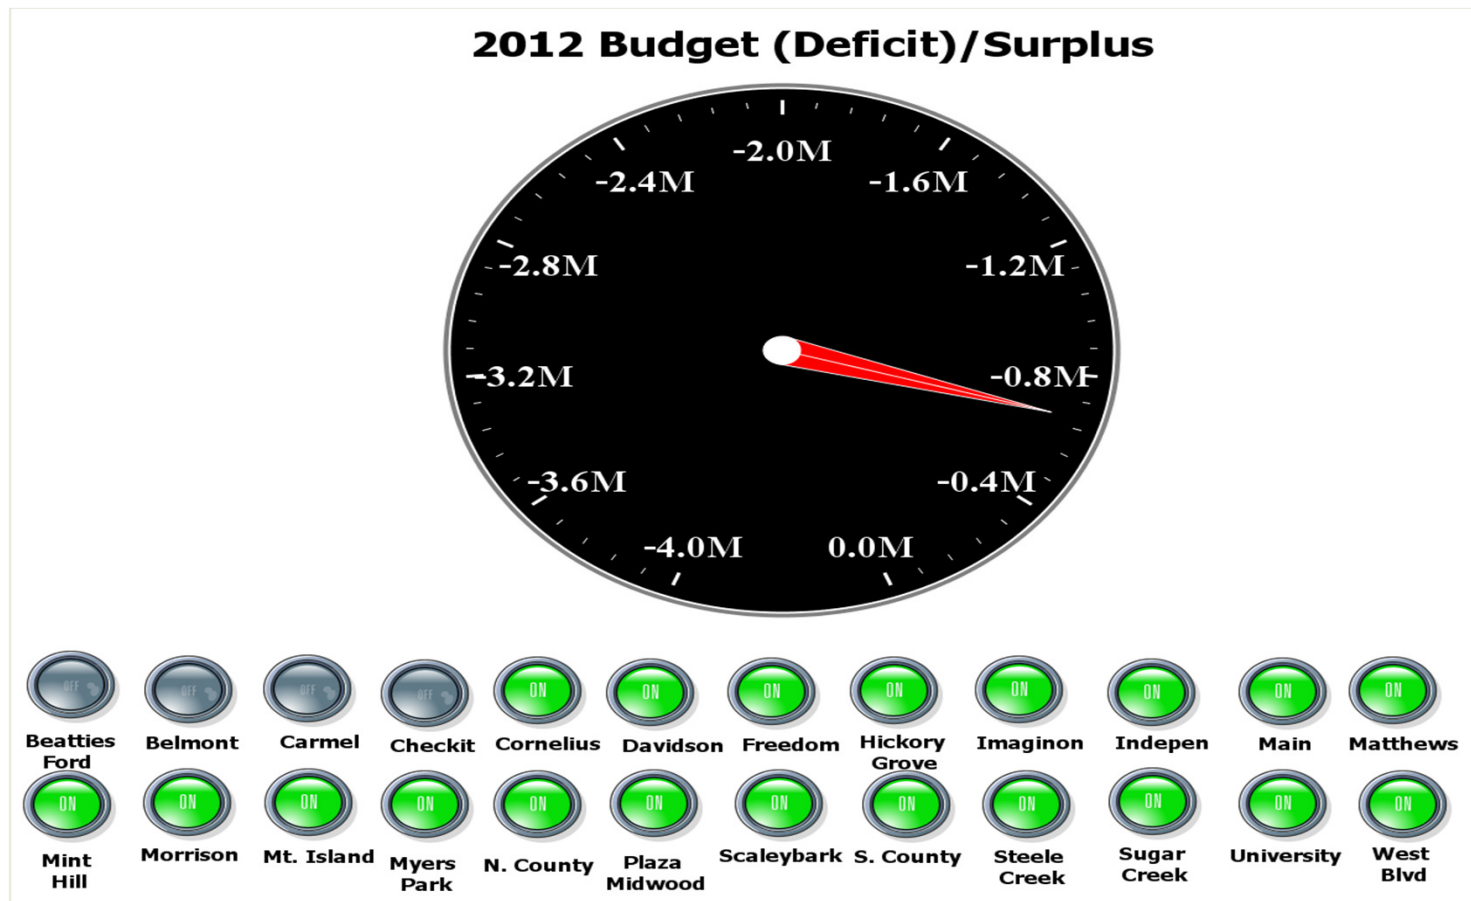 2012 Budget (Deficit)/Surplus
-2.0M
-2.4M
-1.6M
-2.8M
-1.2M
-3.2M
-0.8M
-3.6M
-0.4M
-4.0M
0.0M
OFF OFF OFF OFF ON ON ON ON ON ON ON ON
Beatties Ford
Belmont
Carmel
Checkit
Cornelius
Davidson
Freedom
Hickory
Grove
Imaginon
Indepen
Main
Matthews
ON ON ON ON ON ON ON ON ON ON ON ON
Mint
Hill
Morrison
Mt. Island
Myers
Park
N. County
Plaza
Midwood
Scaleybark
S. County
Steele
Creek
Sugar
Creek
University
West
Blvd